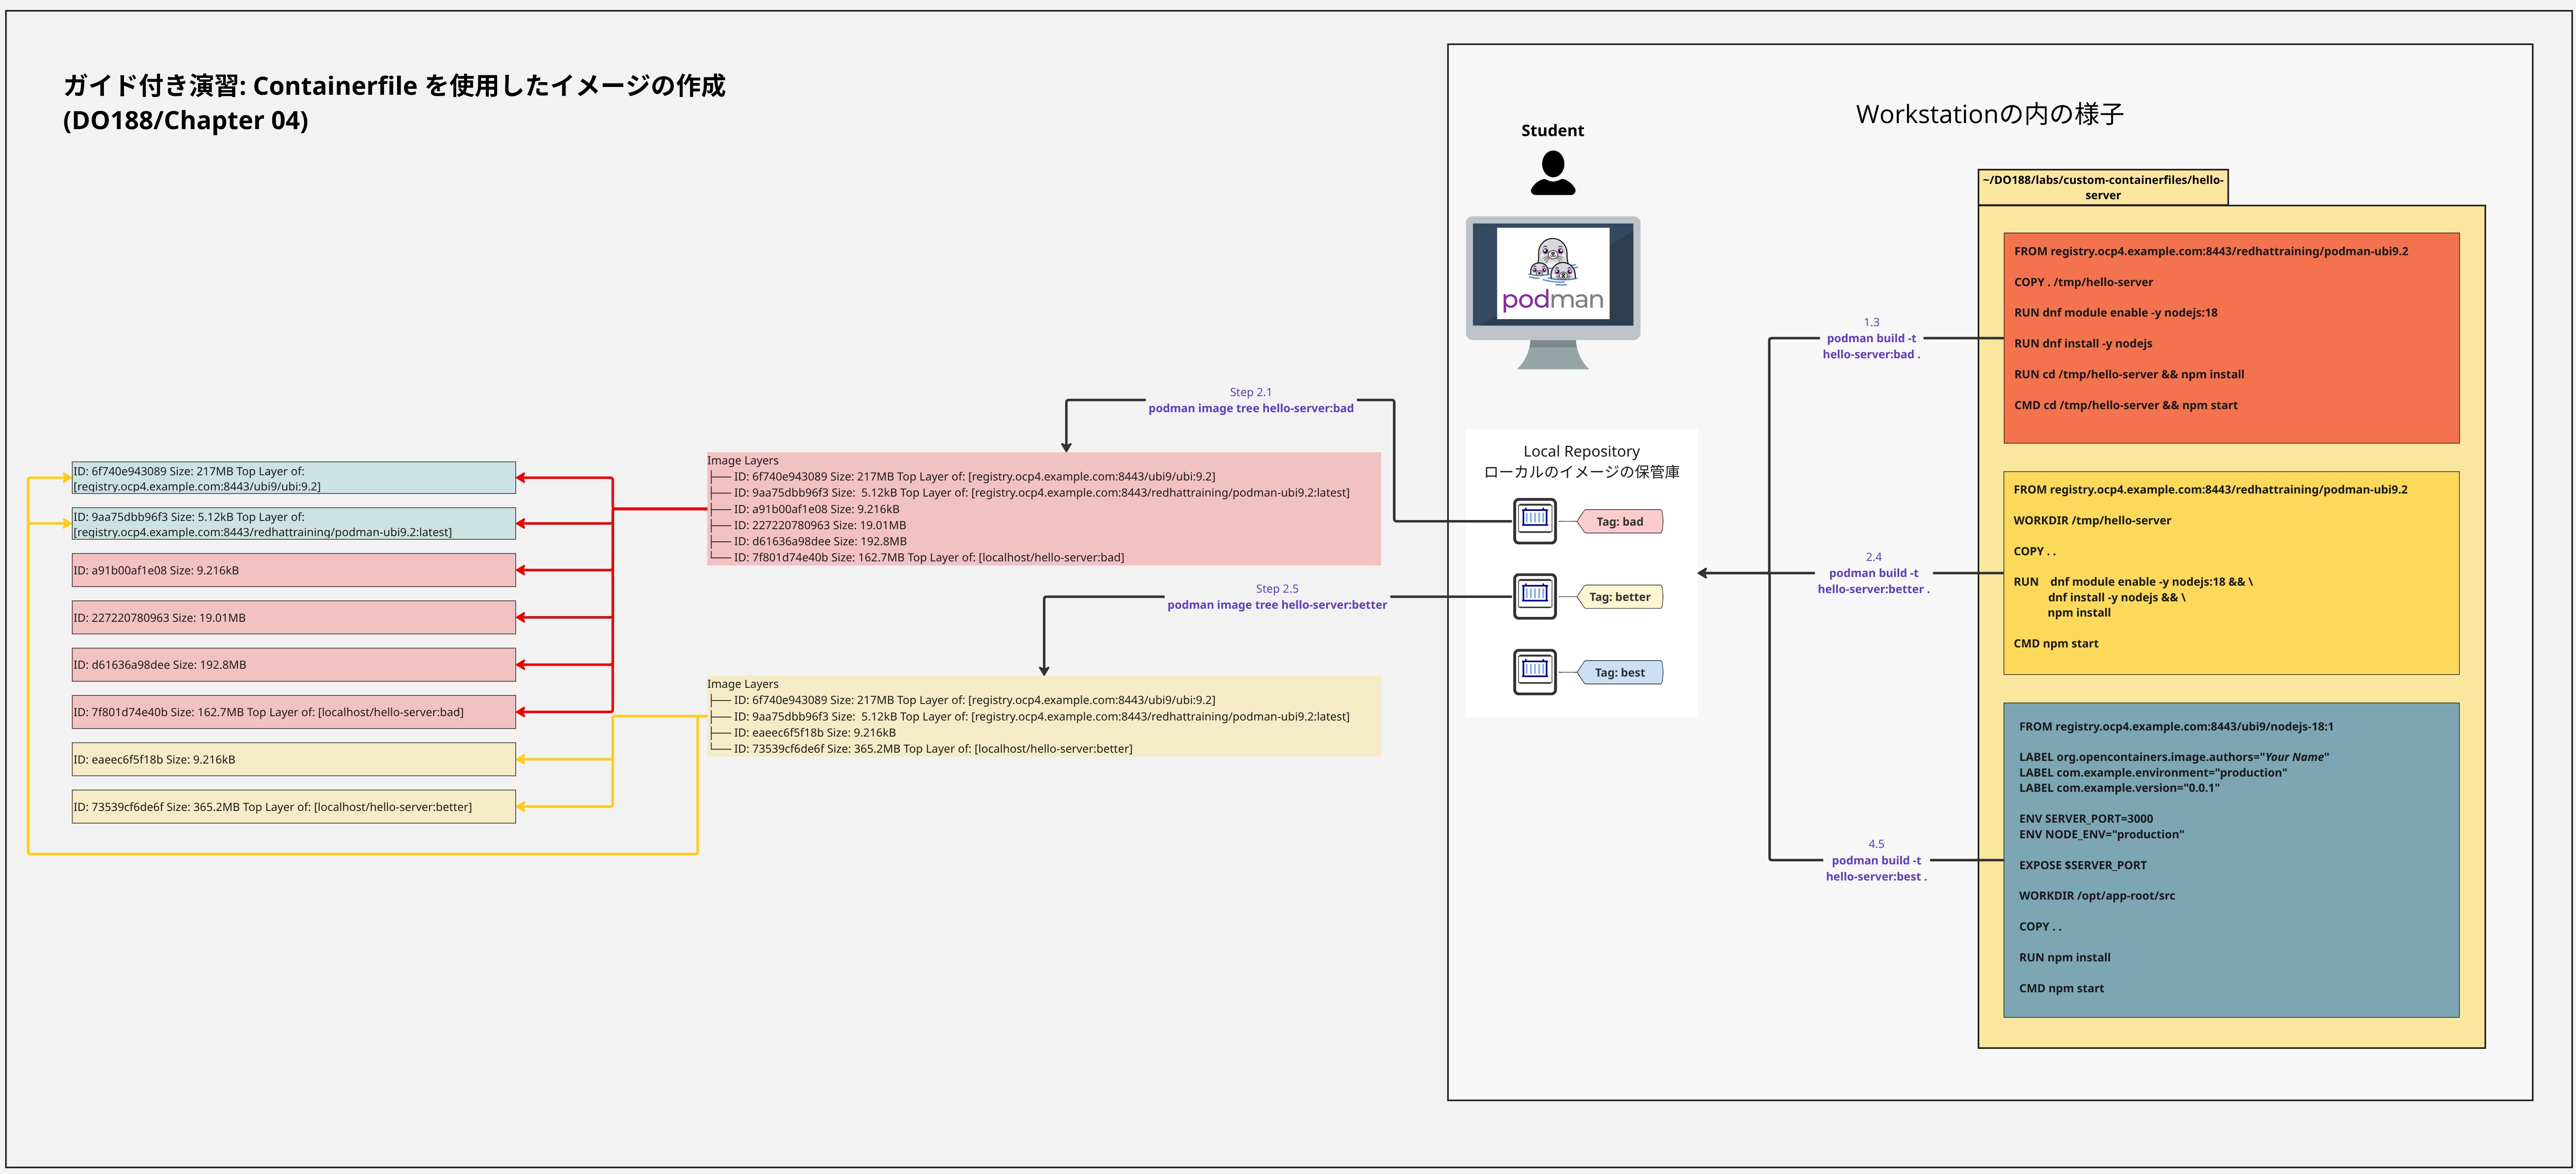 ガイド付き演習: Containerfile を使用したイメージの作成
(DO188/Chapter 04)
Workstationの内の様子
Student
podman
~/DO188/labs/custom-containerfiles/hello-
server
FROM registry.ocp4.example.com:8443/redhattraining/podman-ubi9.2
COPY . /tmp/hello-server
RUN dnf module enable -y nodejs:18
RUN dnf install -y nodejs
RUN cd /tmp/hello-server && npm install
CMD cd /tmp/hello-server && npm start
1.3
podman build -t
hello-server:bad .
Step 2.1
podman image tree hello-server:bad
Local Repository
ローカルのイメージの保管庫
Tag: bad
Tag: better
Tag: best
FROM registry.ocp4.example.com:8443/redhattraining/podman-ubi9.2
WORKDIR /tmp/hello-server
COPY . .
RUN dnf module enable -y nodejs:18 && \
dnf install -y nodejs && \
npm install
CMD npm start
2.4
podman build -t
hello-server:better .
Image Layers
├── ID: 6f740e943089 Size: 217MB Top Layer of: [registry.ocp4.example.com:8443/ubi9/ubi:9.2]
├── ID: 9aa75dbb96f3 Size: 5.12kB Top Layer of: [registry.ocp4.example.com:8443/redhattraining/podman-ubi9.2:latest]
├── ID: a91b00af1e08 Size: 9.216kB
├── ID: 227220780963 Size: 19.01MB
├── ID: d61636a98dee Size: 192.8MB
└── ID: 7f801d74e40b Size: 162.7MB Top Layer of: [localhost/hello-server:bad]
Step 2.5
podman image tree hello-server:better
Image Layers
├── ID: 6f740e943089 Size: 217MB Top Layer of: [registry.ocp4.example.com:8443/ubi9/ubi:9.2]
├── ID: 9aa75dbb96f3 Size: 5.12kB Top Layer of: [registry.ocp4.example.com:8443/redhattraining/podman-ubi9.2:latest]
├── ID: eaeec6f5f18b Size: 9.216kB
└── ID: 73539cf6de6f Size: 365.2MB Top Layer of: [localhost/hello-server:better]
ID: 6f740e943089 Size: 217MB Top Layer of:
[registry.ocp4.example.com:8443/ubi9/ubi:9.2]
ID: 9aa75dbb96f3 Size: 5.12kB Top Layer of:
[registry.ocp4.example.com:8443/redhattraining/podman-ubi9.2:latest]
ID: a91b00af1e08 Size: 9.216kB
ID: 227220780963 Size: 19.01MB
ID: d61636a98dee Size: 192.8MB
ID: 7f801d74e40b Size: 162.7MB Top Layer of: [localhost/hello-server:bad]
ID: eaeec6f5f18b Size: 9.216kB
ID: 73539cf6de6f Size: 365.2MB Top Layer of: [localhost/hello-server:better]
FROM registry.ocp4.example.com:8443/ubi9/nodejs-18:1
LABEL org.opencontainers.image.authors="Your Name"
LABEL com.example.environment="production"
LABEL com.example.version="0.0.1"
ENV SERVER_PORT=3000
ENV NODE_ENV="production"
EXPOSE $SERVER_PORT
WORKDIR /opt/app-root/src
COPY . .
RUN npm install
CMD npm start
4.5
podman build -t
hello-server:best .